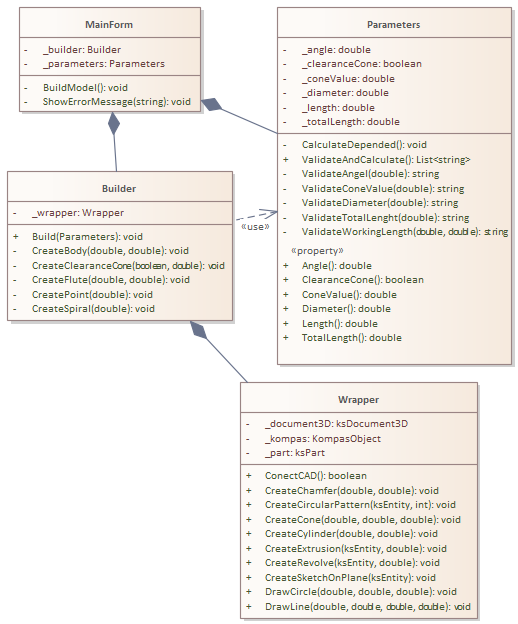 MainForm
- _builder: Builder
- _parameters: Parameters
- BuildModel(): void
- ShowErrorMessage(string): void
Parameters
- _angle: double
- _clearanceCone: boolean
- _coneValue: double
- _diameter: double
- _length: double
- _totalLength: double
- CalculateDepended(): void
+ ValidateAndCalculate(): List<string>
- ValidateAngel(double): string
- ValidateConeValue(double): string
- ValidateDiameter(double): string
- ValidateTotalLenght(double): string
- ValidateWorkingLength(double, double): string
«property»
+ Angle(): double
+ ClearanceCone(): boolean
+ ConeValue(): double
+ Diameter(): double
+ Length(): double
+ TotalLength(): double
Builder
- _wrapper: Wrapper
+ Build(Parameters): void
- CreateBody(double, double): void
- CreateClearanceCone(boolean, double): void
- CreateFlute(double, double): void
- CreatePoint(double): void
- CreateSpiral(double): void
«use»
Wrapper
- _document3D: ksDocument3D
- _kompas: KompasObject
- _part: ksPart
+ ConectCAD(): boolean
+ CreateChamfer(double, double): void
+ CreateCircularPattern(ksEntity, int): void
+ CreateCone(double, double, double): void
+ CreateCylinder(double, double): void
+ CreateExtrusion(ksEntity, double): void
+ CreateRevolve(ksEntity, double): void
+ CreateSketchOnPlane(ksEntity): void
+ DrawCircle(double, double, double): void
+ DrawLine(double, double, double, double): void